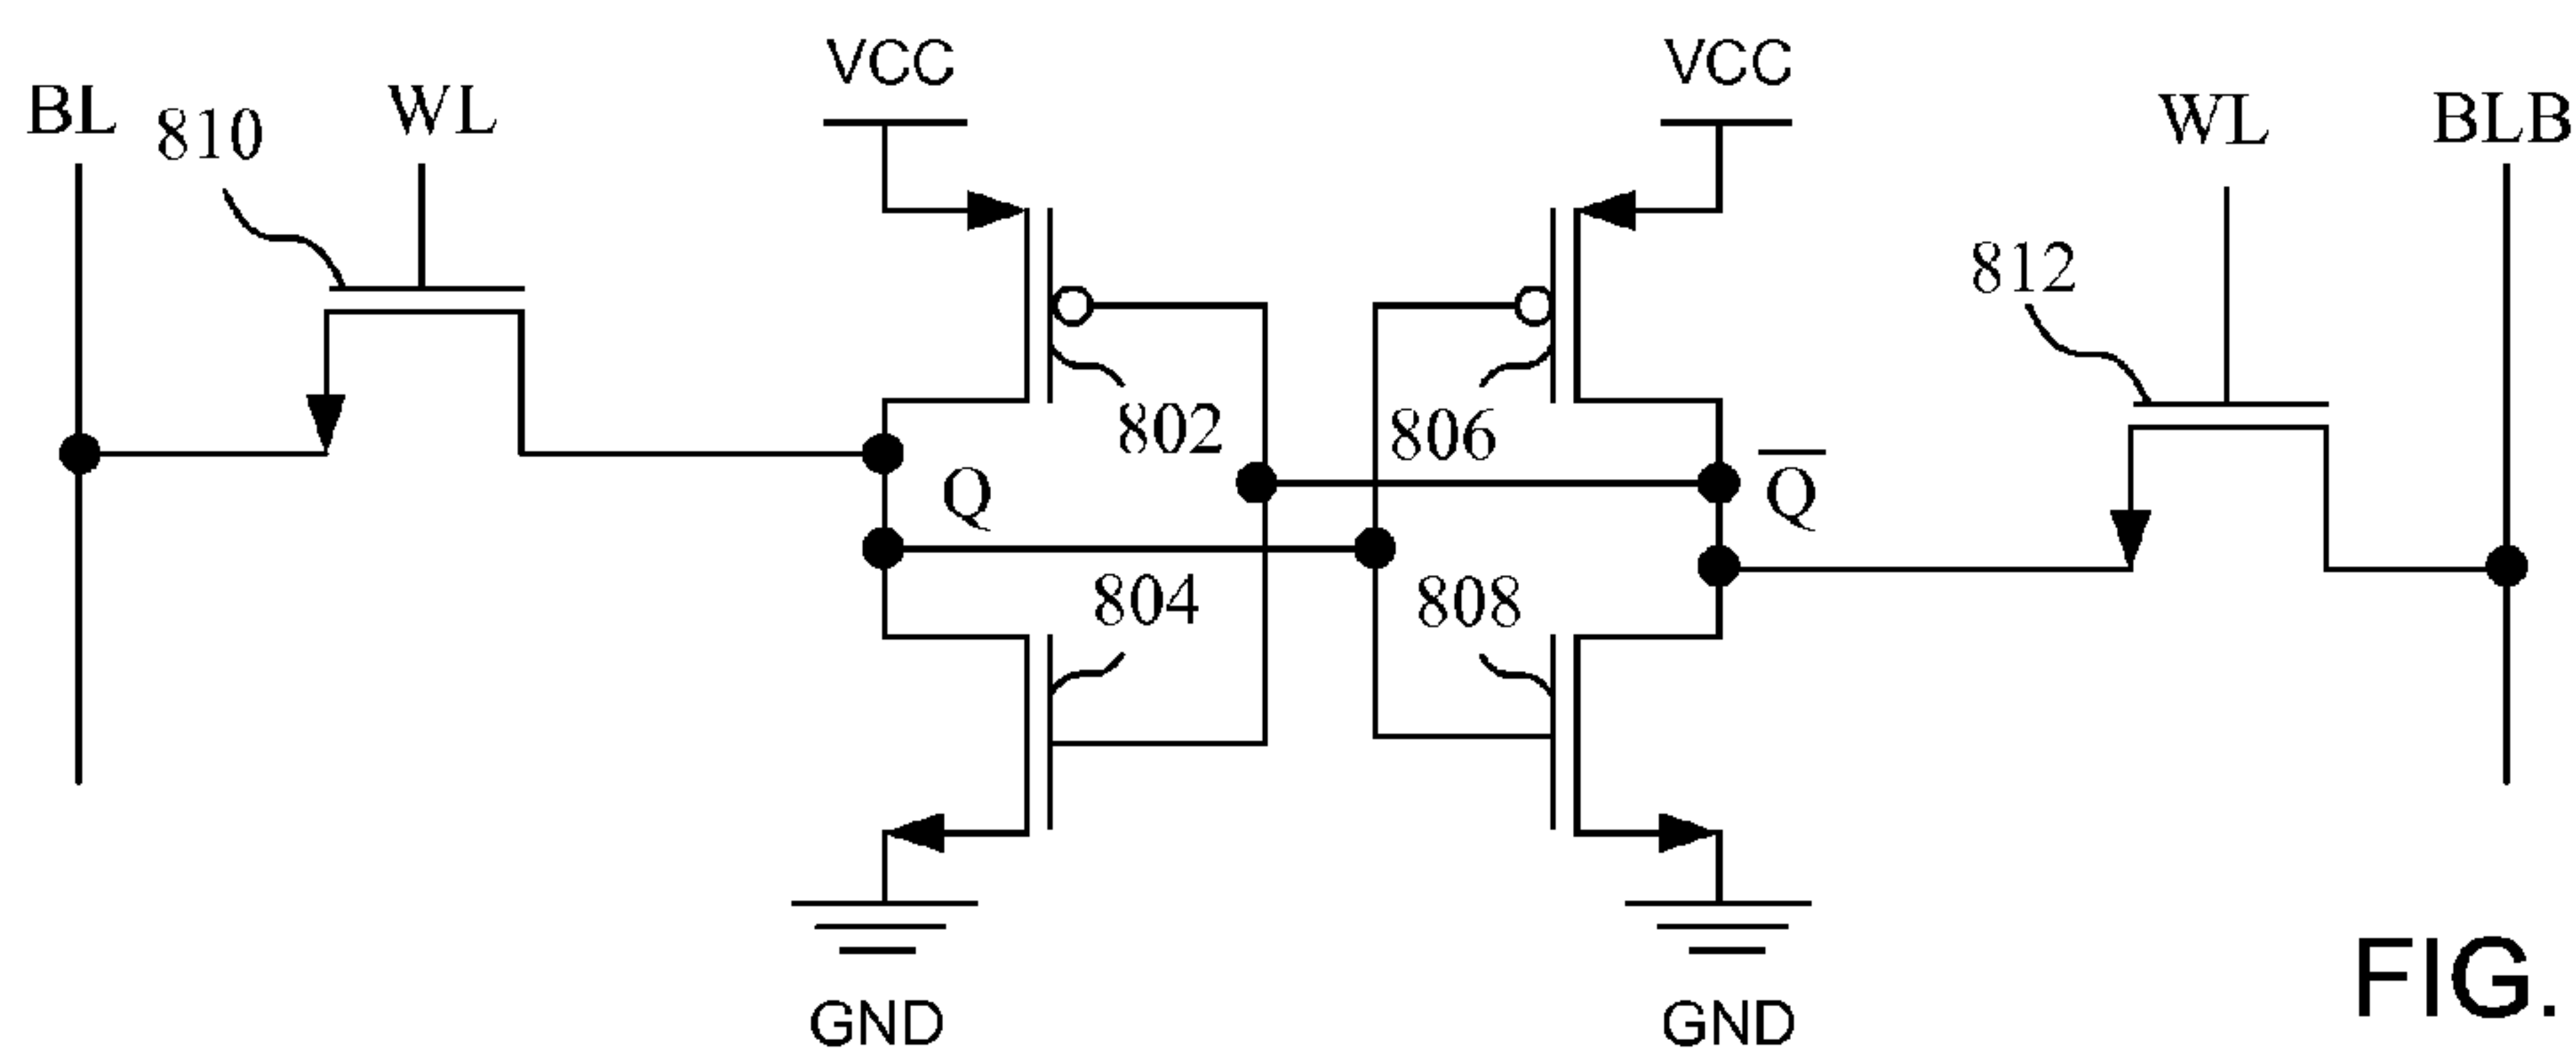 VCC VCC
BL 810 WL WL BLB
812
802 806
Q Q̅
804 808
FIG.
GND GND